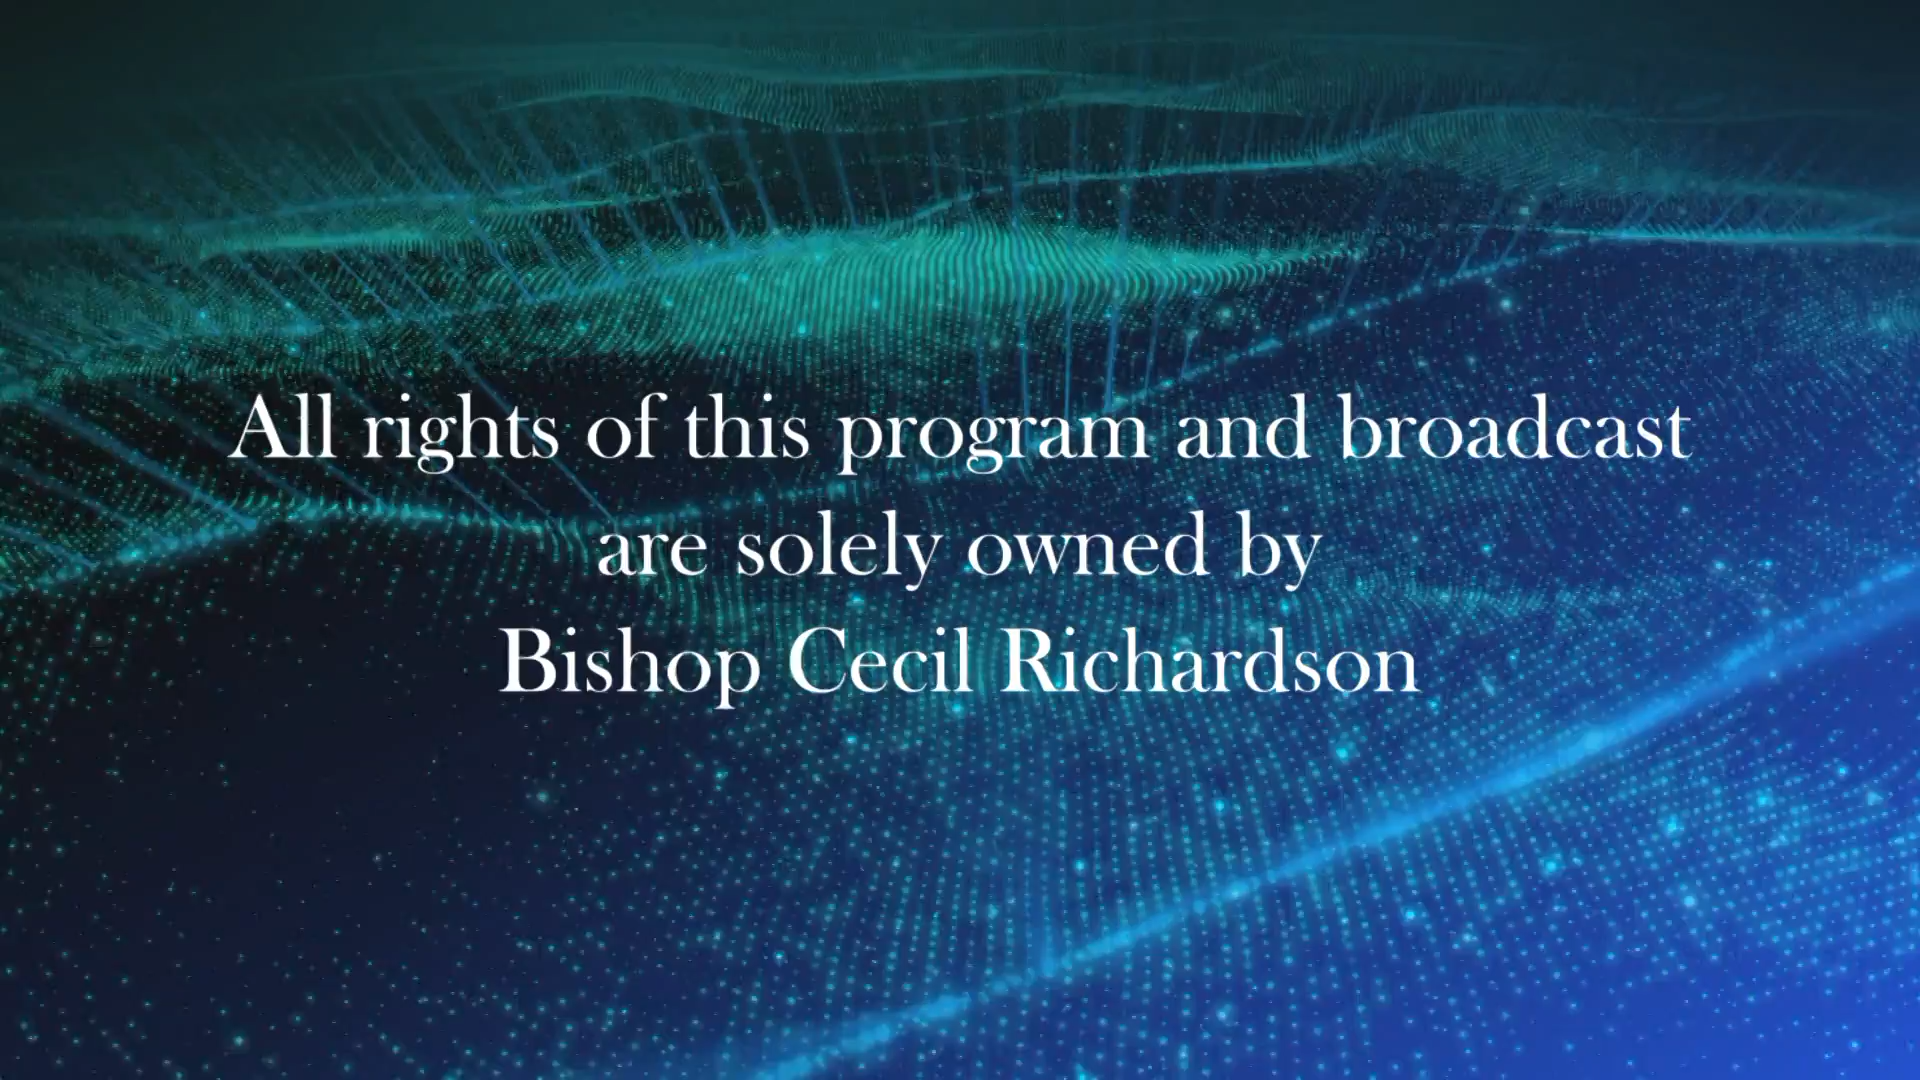 All rights of this program and broadcast
are solely owned by
Bishop Cecil Richardson